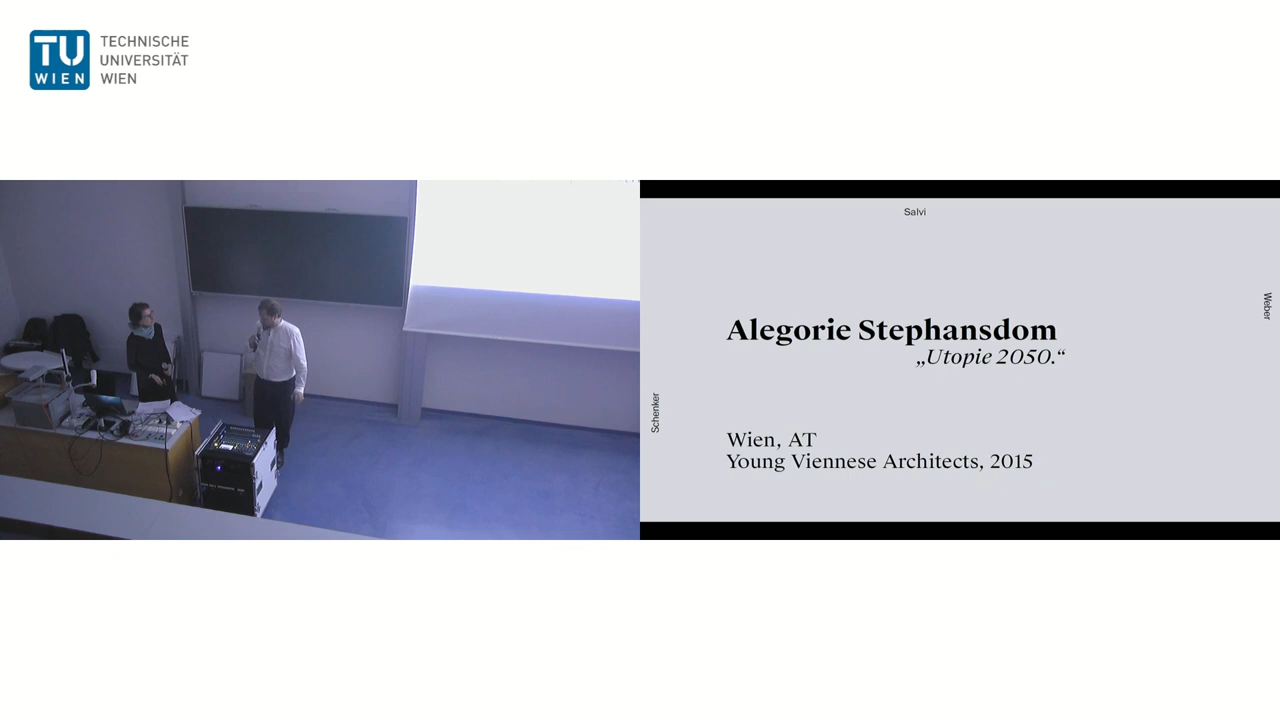 TU
WIEN
TECHNISCHE
UNIVERSITÄT
WIEN
Salvi
Weber
Schenker
Alegorie Stephansdom
„Utopie 2050.“
Wien, AT
Young Viennese Architects, 2015